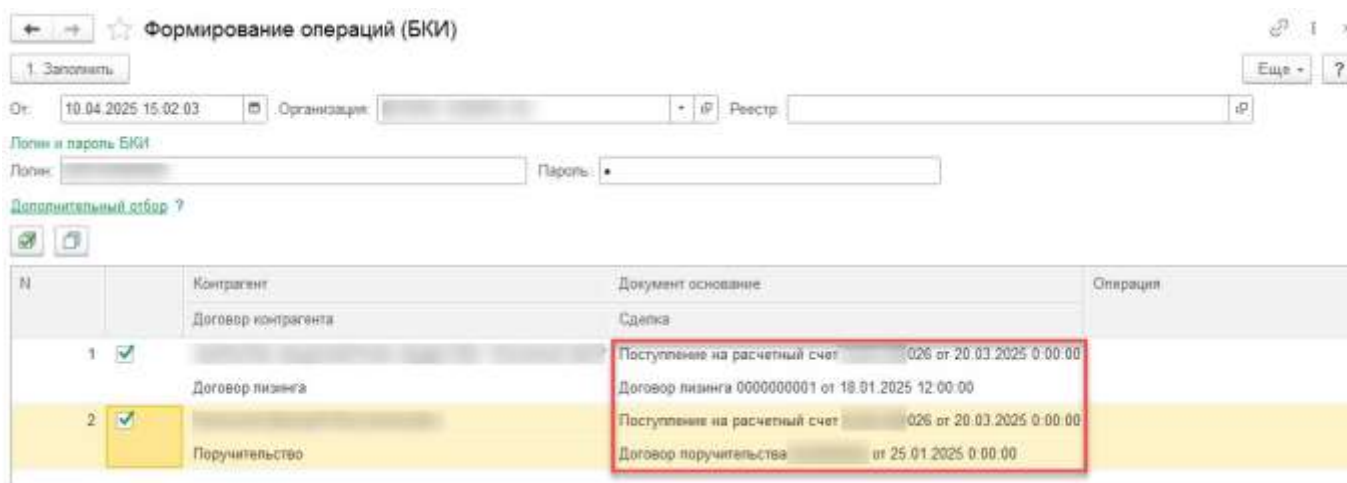 Формирование операций (БКИ)
1. Заполнить
Еще
?
От: 10.04.2025 15:02:03 Организация: Реестр:
Логин и пароль БКИ
Логин: Пароль:
Дополнительный отбор ?
N Контрагент Документ основание Операция
Договор контрагента Сделка
1 Поступление на расчетный счет 026 от 20.03.2025 0:00:00
Договор лизинга Договор лизинга 0000000001 от 18.01.2025 12:00:00
2 Поступление на расчетный счет 026 от 20.03.2025 0:00:00
Поручительство Договор поручительства от 25.01.2025 0:00:00